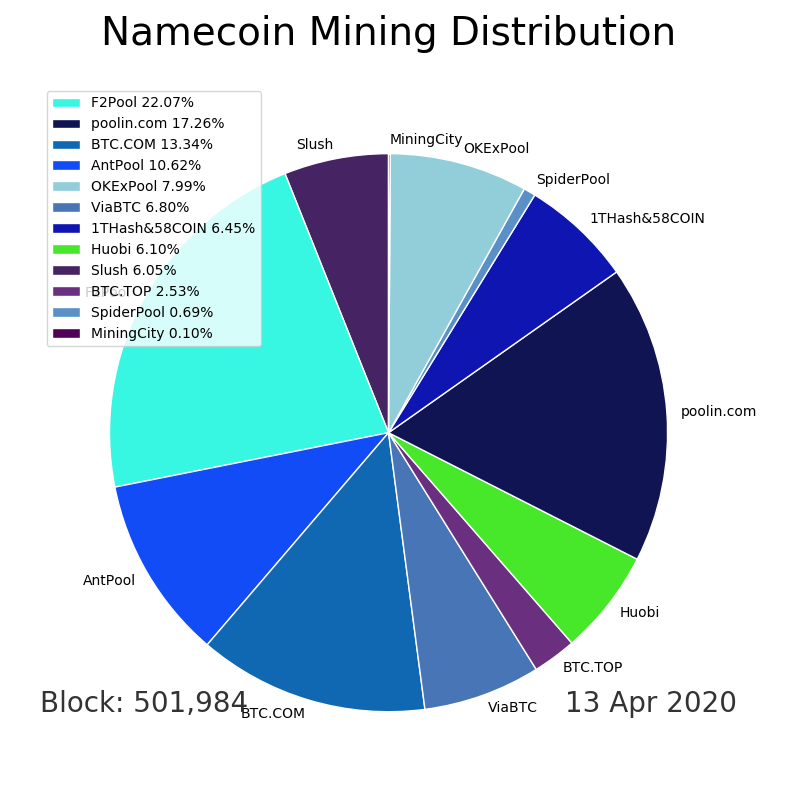 Namecoin Mining Distribution
F2Pool 22.07%
poolin.com 17.26%
BTC.COM 13.34%
AntPool 10.62%
OKExPool 7.99%
ViaBTC 6.80%
1THash&58COIN 6.45%
Huobi 6.10%
Slush 6.05%
BTC.TOP 2.53%
SpiderPool 0.69%
MiningCity 0.10%
Slush
MiningCity
OKExPool
SpiderPool
1THash&58COIN
poolin.com
Huobi
BTC.TOP
ViaBTC
BTC.COM
AntPool
Block: 501,984
13 Apr 2020